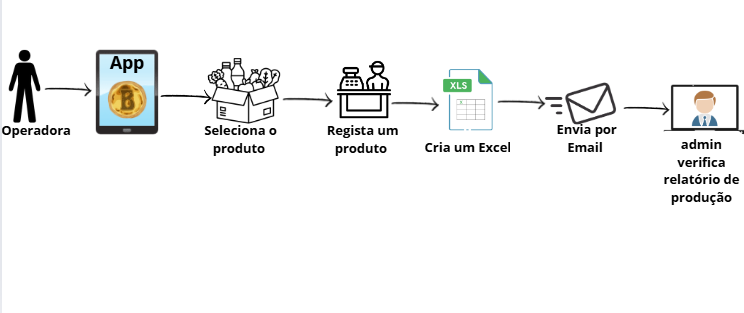 App
Operadora
Seleciona o
produto
Regista um
produto
XLS
Cria um Excel
Envia por
Email
admin
verifica
relatório de
produção